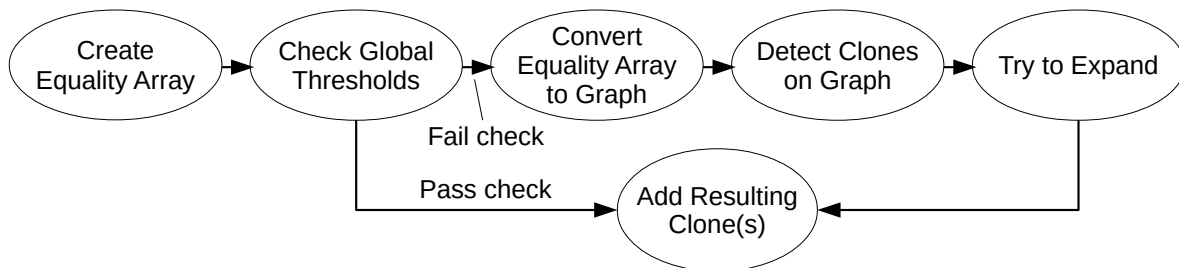 Create
Equality Array
Check Global
Thresholds
Convert
Equality Array
to Graph
Detect Clones
on Graph
Try to Expand
Fail check
Pass check
Add Resulting
Clone(s)